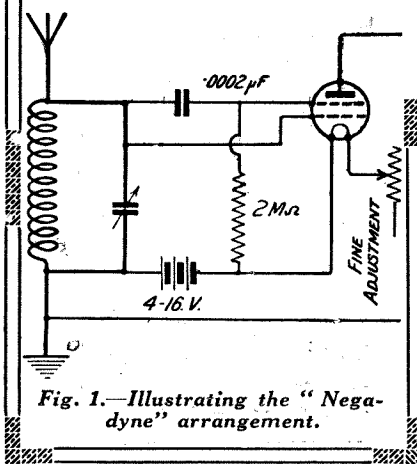 .0002 µF
2 MΩ
FINE
ADJUSTMENT
4-16. V.
Fig. 1.—Illustrating the “ Nega-
dyne” arrangement.